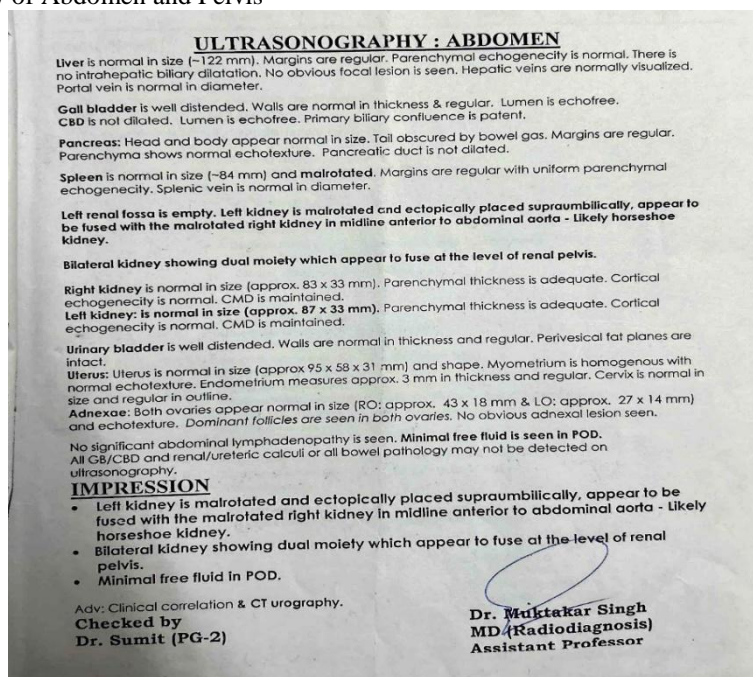 y of Abdomen and Pelvis
ULTRASONOGRAPHY : ABDOMEN
Liver is normal in size (~122 mm). Margins are regular. Parenchymal echogenecity is normal. There is
no intrahepatic biliary dilatation. No obvious focal lesion is seen. Hepatic veins are normally visualized.
Portal vein is normal in diameter.
Gall bladder is well distended. Walls are normal in thickness & regular. Lumen is echofree.
CBD is not dilated. Lumen is echofree. Primary biliary confluence is patent.
Pancreas: Head and body appear normal in size. Tail obscured by bowel gas. Margins are regular.
Parenchyma shows normal echotexture. Pancreatic duct is not dilated.
Spleen is normal in size (~84 mm) and malrotated. Margins are regular with uniform parenchymal
echogenecity. Splenic vein is normal in diameter.
Left renal fossa is empty. Left kidney is malrotated and ectopically placed supraumbilically, appear to
be fused with the malrotated right kidney in midline anterior to abdominal aorta - Likely horseshoe
kidney.
Bilateral kidney showing dual moiety which appear to fuse at the level of renal pelvis.
Right kidney is normal in size (approx. 83 x 33 mm). Parenchymal thickness is adequate. Cortical
echogenecity is normal. CMD is maintained.
Left kidney: is normal in size (approx. 87 x 33 mm). Parenchymal thickness is adequate. Cortical
echogenecity is normal. CMD is maintained.
Urinary bladder is well distended. Walls are normal in thickness and regular. Perivesical fat planes are
intact.
Uterus: Uterus is normal in size (approx 95 x 58 x 31 mm) and shape. Myometrium is homogenous with
normal echotexture. Endometrium measures approx. 3 mm in thickness and regular. Cervix is normal in
size and regular in outline.
Adnexae: Both ovaries appear normal in size (RO: approx. 43 x 18 mm & LO: approx. 27 x 14 mm)
and echotexture. Dominant follicles are seen in both ovaries. No obvious adnexal lesion seen.
No significant abdominal lymphadenopathy is seen. Minimal free fluid is seen in POD.
All GB/CBD and renal/ureteric calculi or all bowel pathology may not be detected on
ultrasonography.
IMPRESSION
• Left kidney is malrotated and ectopically placed supraumbilically, appear to be
fused with the malrotated right kidney in midline anterior to abdominal aorta - Likely
horseshoe kidney.
• Bilateral kidney showing dual moiety which appear to fuse at the level of renal
pelvis.
• Minimal free fluid in POD.
Adv: Clinical correlation & CT urography.
Checked by
Dr. Sumit (PG-2)
Dr. Muktakar Singh
MD (Radiodiagnosis)
Assistant Professor